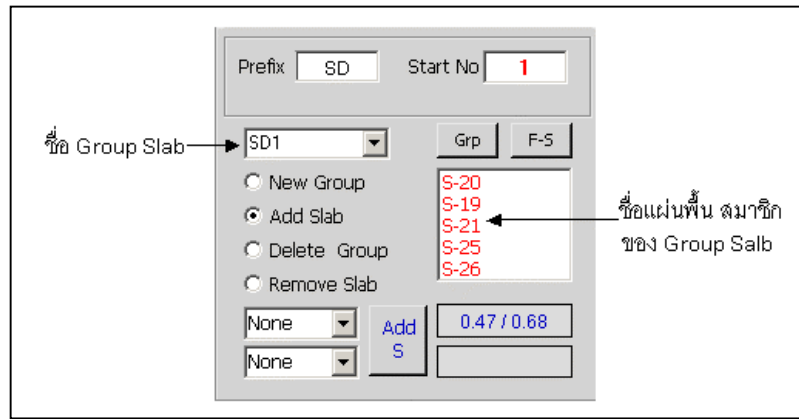 Prefix SD Start No 1
ชื่อ Group Slab SD1 Grp F-S
New Group
Add Slab
Delete Group
Remove Slab
S-20
S-19
S-21
S-25
S-26
ชื่อแผ่นพื้น สมาชิก
ของ Group Salb
None
None
Add
S
0.47 / 0.68